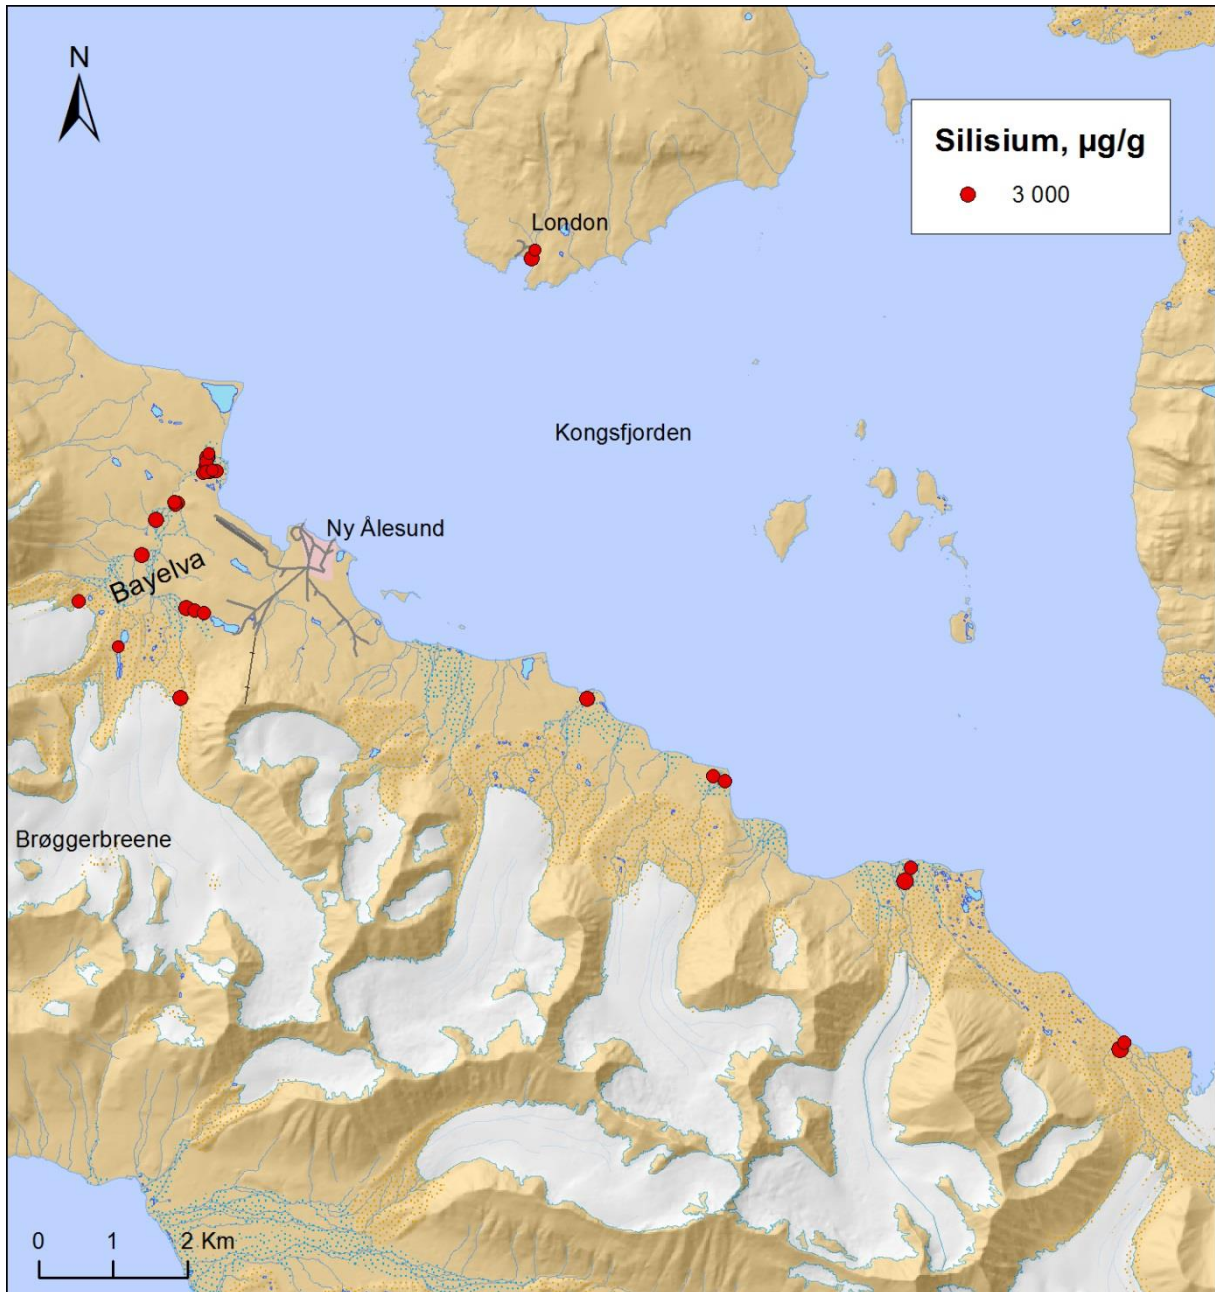 N
Silisium, µg/g
3 000
London
Kongsfjorden
Ny Ålesund
Bayelva
Brøggerbreene
0 1 2 Km